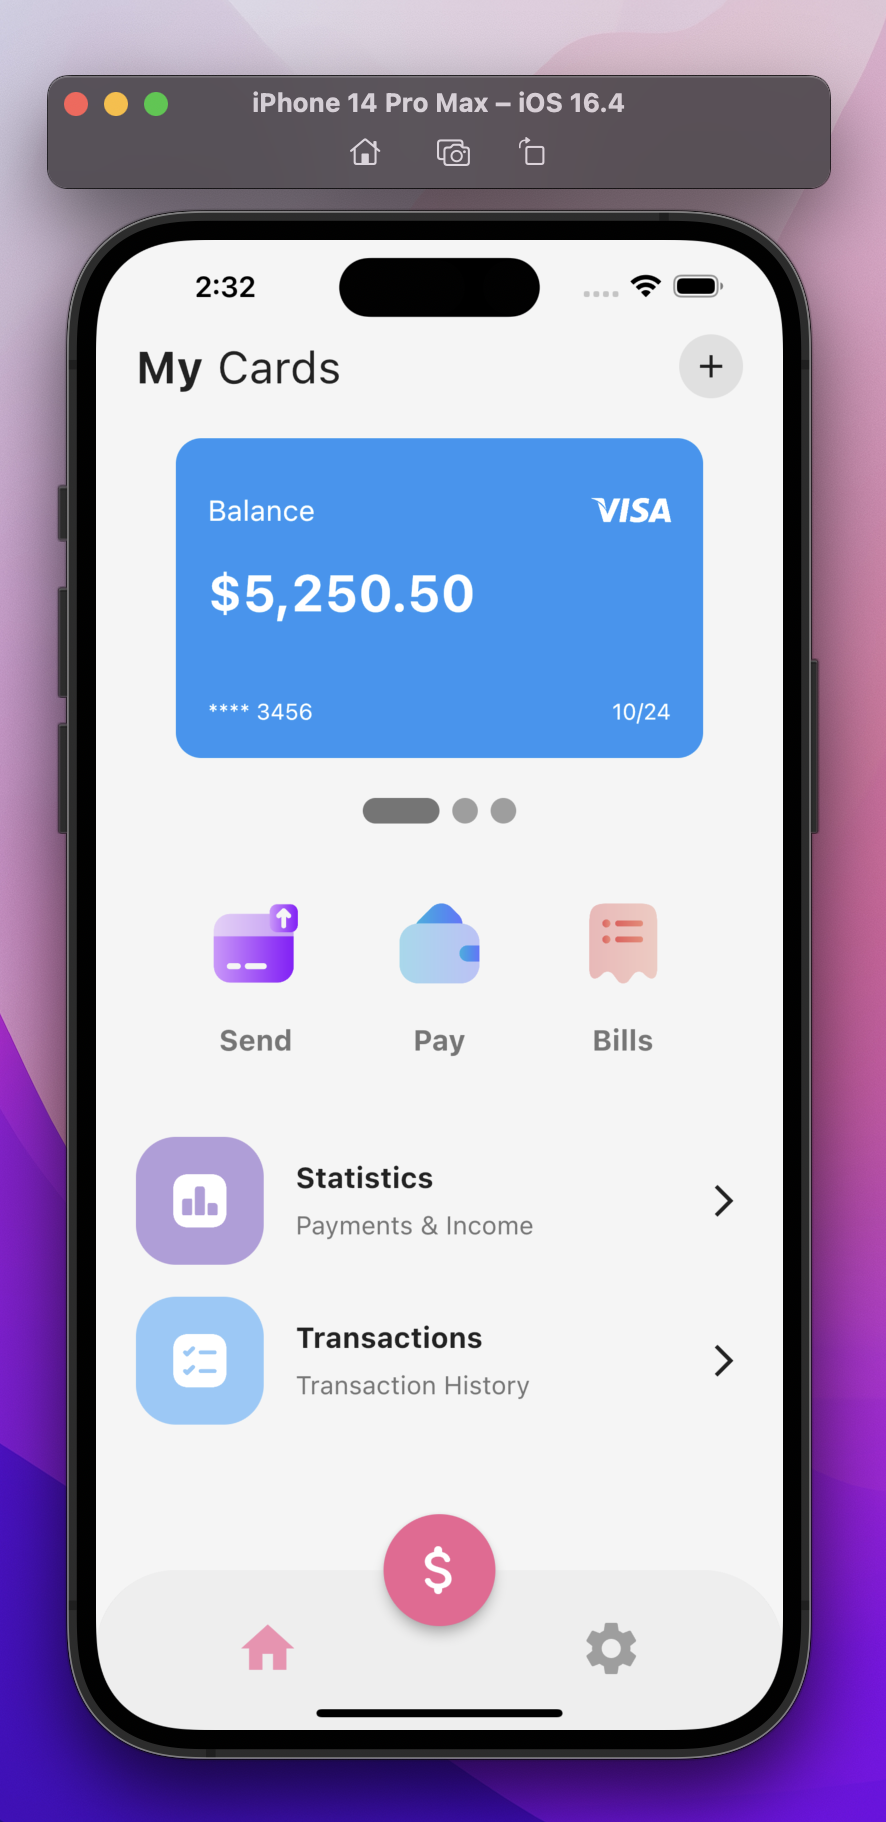 iPhone 14 Pro Max – iOS 16.4
2:32
My Cards
+
Balance
VISA
$5,250.50
**** 3456
10/24
Send
Pay
Bills
Statistics
Payments & Income
Transactions
Transaction History
$